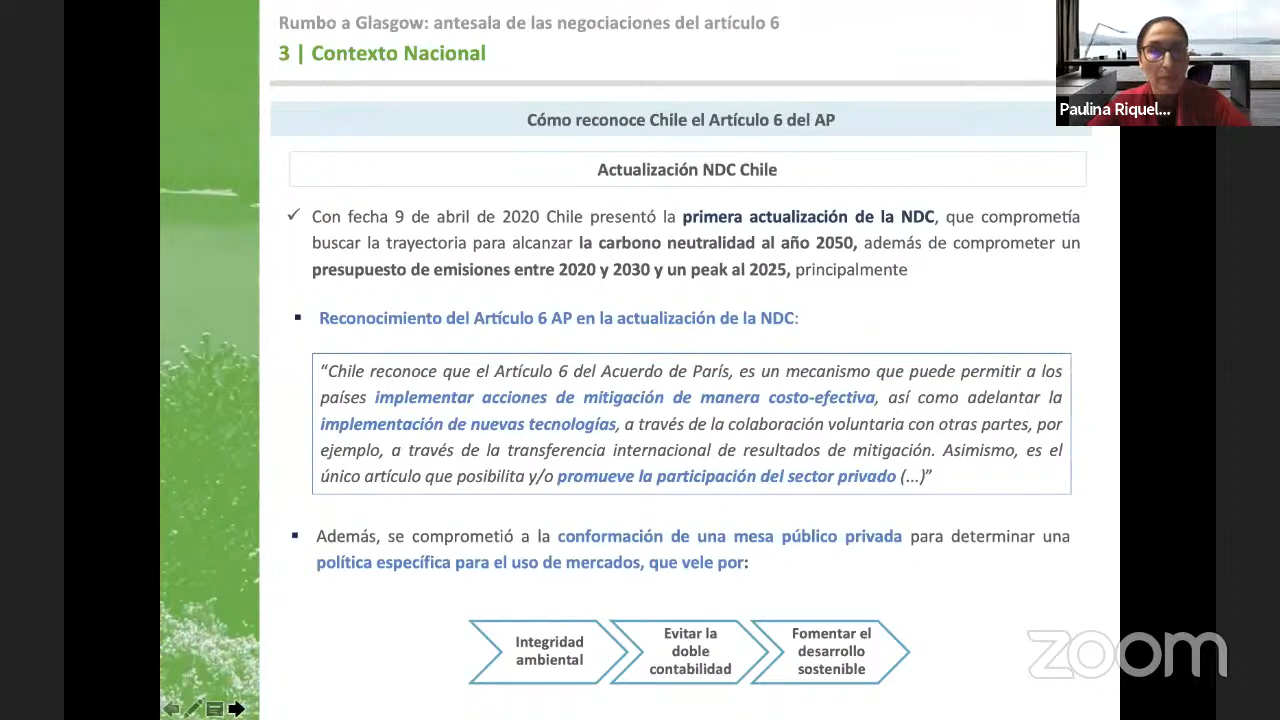 Rumbo a Glasgow: antesala de las negociaciones del artículo 6
3 | Contexto Nacional
Paulina Riquel...
Cómo reconoce Chile el Artículo 6 del AP
Actualización NDC Chile
✓ Con fecha 9 de abril de 2020 Chile presentó la primera actualización de la NDC, que comprometía
buscar la trayectoria para alcanzar la carbono neutralidad al año 2050, además de comprometer un
presupuesto de emisiones entre 2020 y 2030 y un peak al 2025, principalmente
▪ Reconocimiento del Artículo 6 AP en la actualización de la NDC:
“Chile reconoce que el Artículo 6 del Acuerdo de París, es un mecanismo que puede permitir a los
países implementar acciones de mitigación de manera costo-efectiva, así como adelantar la
implementación de nuevas tecnologías, a través de la colaboración voluntaria con otras partes, por
ejemplo, a través de la transferencia internacional de resultados de mitigación. Asimismo, es el
único artículo que posibilita y/o promueve la participación del sector privado (...)”
▪ Además, se comprometió a la conformación de una mesa público privada para determinar una
política específica para el uso de mercados, que vele por:
Integridad
ambiental
Evitar la
doble
contabilidad
Fomentar el
desarrollo
sostenible
zoom